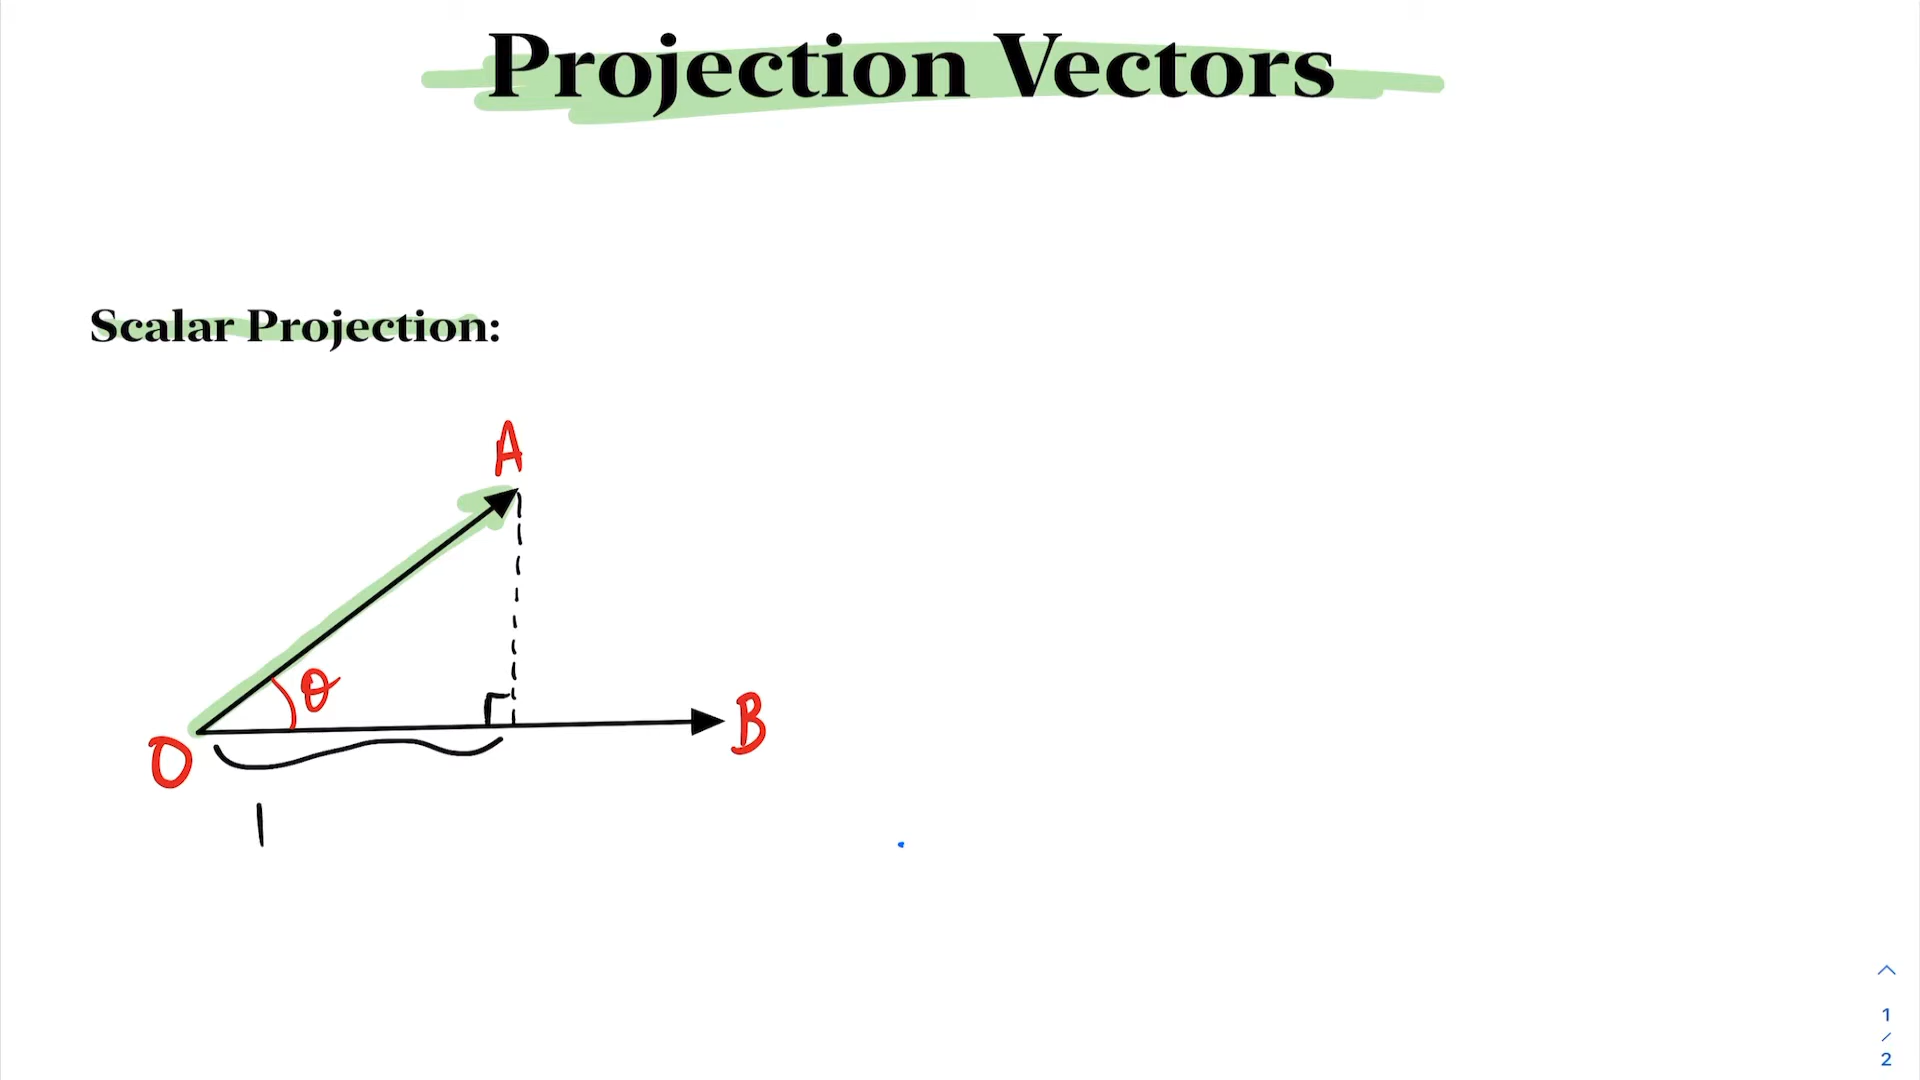 Projection Vectors
Scalar Projection:
A
θ
B
O
|
1
/
2